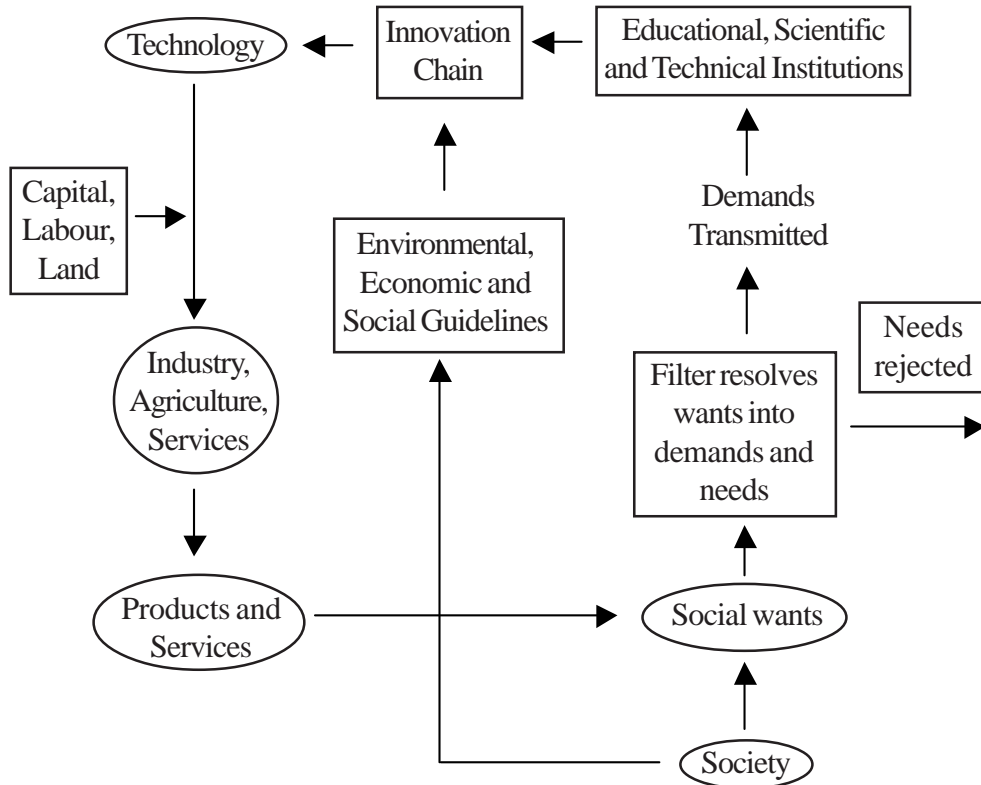 Technology
Innovation
Chain
Educational, Scientific
and Technical Institutions
Capital,
Labour,
Land
Demands
Transmitted
Environmental,
Economic and
Social Guidelines
Needs
rejected
Industry,
Agriculture,
Services
Filter resolves
wants into
demands and
needs
Products and
Services
Social wants
Society